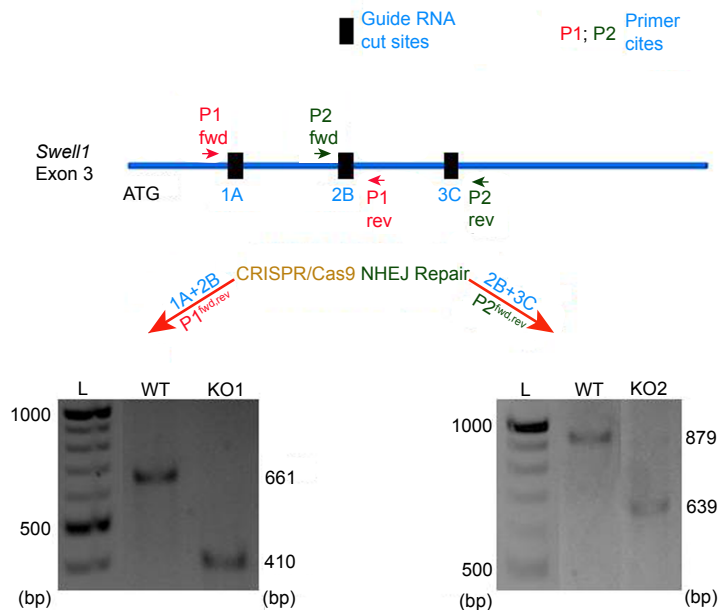 Guide RNA
cut sites
P1; P2
Primer
cites
P1
fwd
P2
fwd
Swell1
Exon 3
ATG
1A
2B
3C
P1
rev
P2
rev
CRISPR/Cas9 NHEJ Repair
1A+2B
P1fwd,rev
2B+3C
P2fwd,rev
L WT KO1
1000
661
500
410
(bp) (bp)
L WT KO2
1000
879
639
500
(bp) (bp)